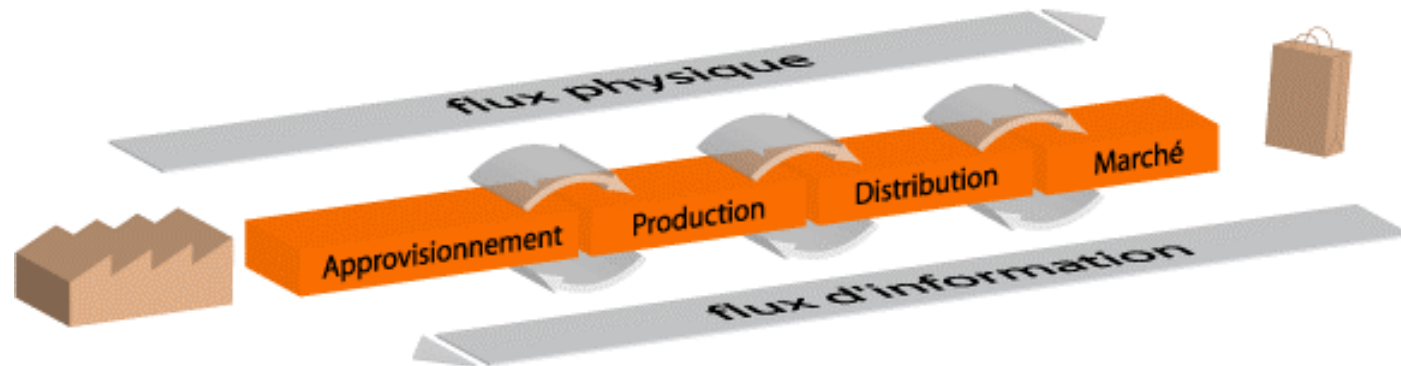 flux physique
Approvisionnement
Production
Distribution
Marché
flux d'information